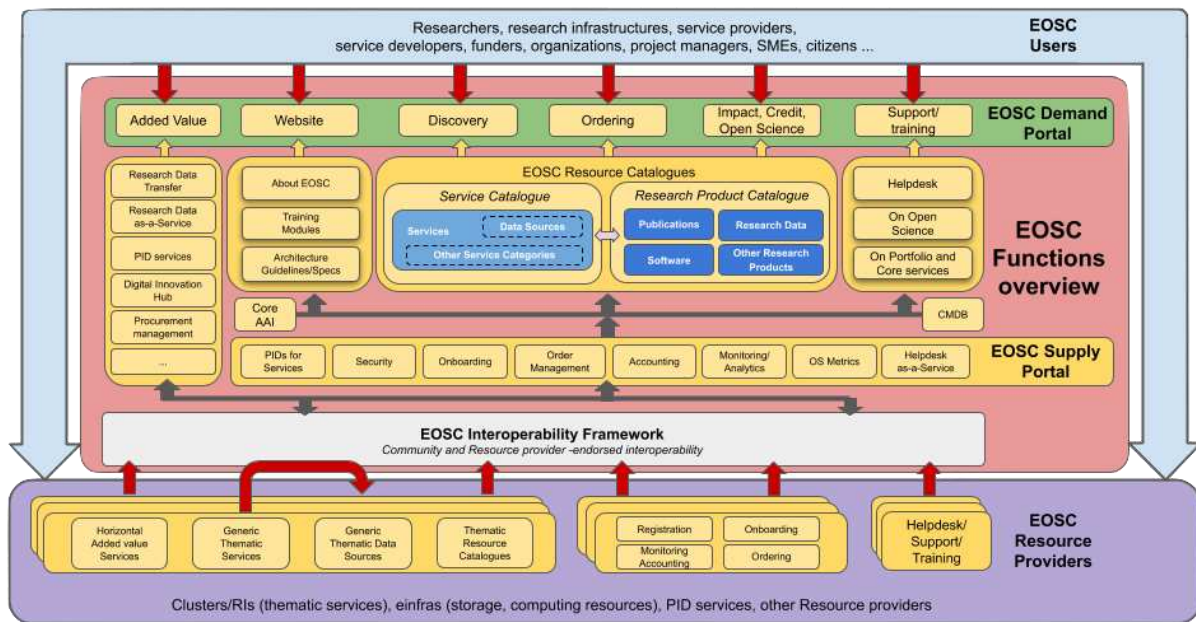 Researchers, research infrastructures, service providers,
service developers, funders, organizations, project managers, SMEs, citizens ...
EOSC
Users
Added Value
Website
Discovery
Ordering
Impact, Credit,
Open Science
Support/
training
EOSC Demand
Portal
Research Data
Transfer
Research Data
as-a-Service
PID services
Digital Innovation
Hub
Procurement
management
...
About EOSC
Training
Modules
Architecture
Guidelines/Specs
EOSC Resource Catalogues
Service Catalogue
Services
Data Sources
Other Service Categories
Research Product Catalogue
Publications
Research Data
Software
Other Research
Products
Helpdesk
On Open
Science
On Portfolio and
Core services
EOSC
Functions
overview
Core
AAI
CMDB
PIDs for
Services
Security
Onboarding
Order
Management
Accounting
Monitoring/
Analytics
OS Metrics
Helpdesk
as-a-Service
EOSC Supply
Portal
EOSC Interoperability Framework
Community and Resource provider -endorsed interoperability
Horizontal
Added value
Services
Generic
Thematic
Services
Generic
Thematic Data
Sources
Thematic
Resource
Catalogues
Registration
Onboarding
Monitoring
Accounting
Ordering
Helpdesk/
Support/
Training
EOSC
Resource
Providers
Clusters/RIs (thematic services), einfras (storage, computing resources), PID services, other Resource providers